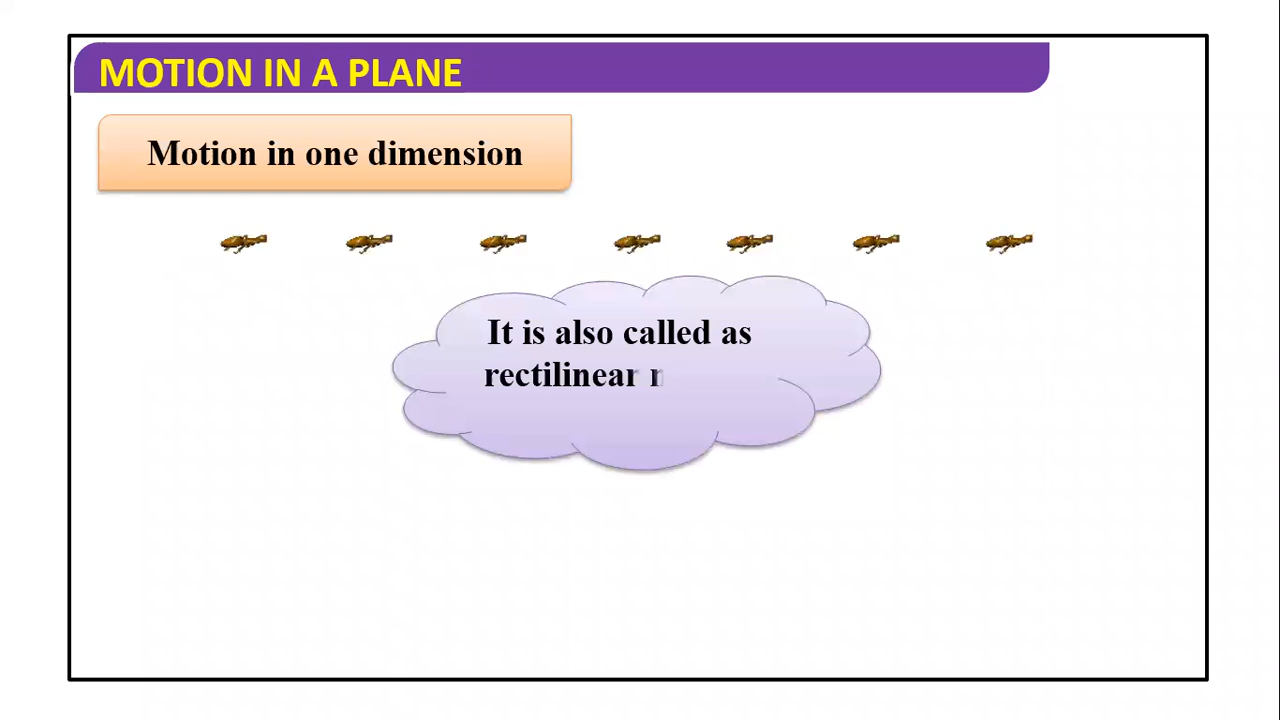 MOTION IN A PLANE
Motion in one dimension
It is also called as
rectilinear